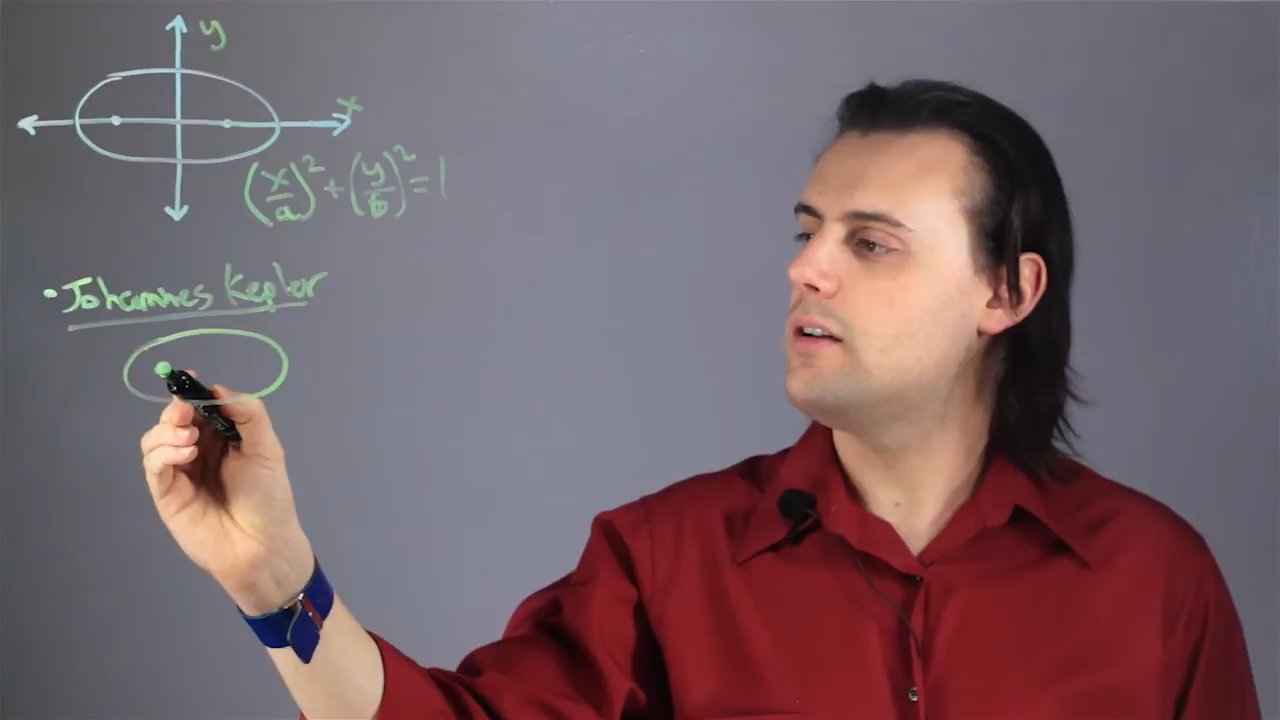 y
x
(x/a)² + (y/b)² = 1
• Johannes Kepler